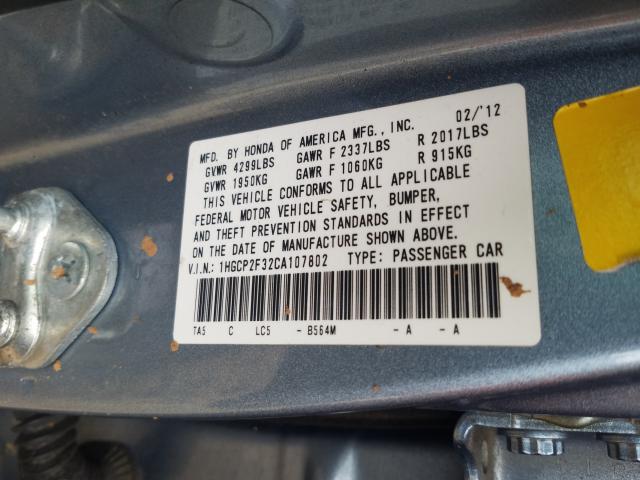 MFD. BY HONDA OF AMERICA MFG., INC. 02/'12
GVWR 4299LBS GAWR F 2337LBS R 2017LBS
GVWR 1950KG GAWR F 1060KG R 915KG
THIS VEHICLE CONFORMS TO ALL APPLICABLE
FEDERAL MOTOR VEHICLE SAFETY, BUMPER,
AND THEFT PREVENTION STANDARDS IN EFFECT
ON THE DATE OF MANUFACTURE SHOWN ABOVE.
V.I.N.: 1HGCP2F32CA107802 TYPE: PASSENGER CAR
TA5 C LC5 - B564M - A - A